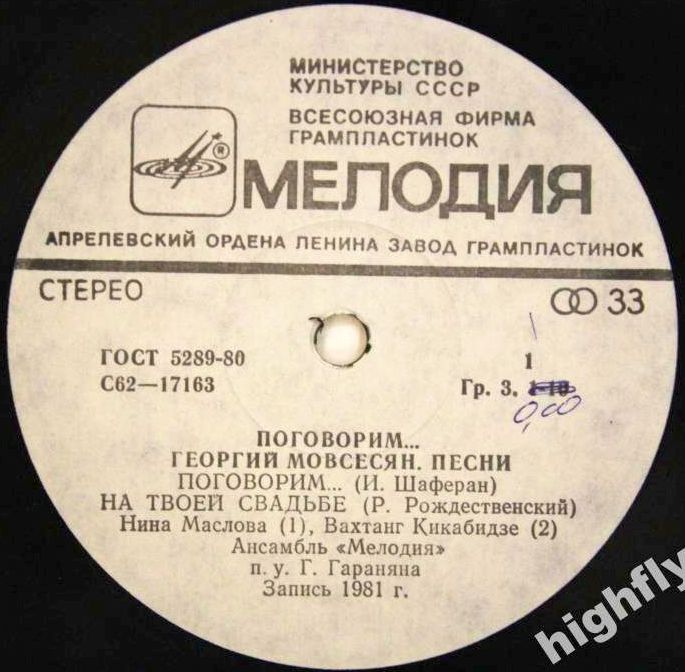 МИНИСТЕРСТВО
КУЛЬТУРЫ СССР
ВСЕСОЮЗНАЯ ФИРМА
ГРАМПЛАСТИНОК
®
МЕЛОДИЯ
АПРЕЛЕВСКИЙ ОРДЕНА ЛЕНИНА ЗАВОД ГРАМПЛАСТИНОК
СТЕРЕО
33
ГОСТ 5289-80
1
С62—17163
Гр. 3. 1-10
0,00
ПОГОВОРИМ...
ГЕОРГИЙ МОВСЕСЯН. ПЕСНИ
ПОГОВОРИМ... (И. Шаферан)
НА ТВОЕЙ СВАДЬБЕ (Р. Рождественский)
Нина Маслова (1), Вахтанг Кикабидзе (2)
Ансамбль «Мелодия»
п. у. Г. Гараняна
Запись 1981 г.
highfly